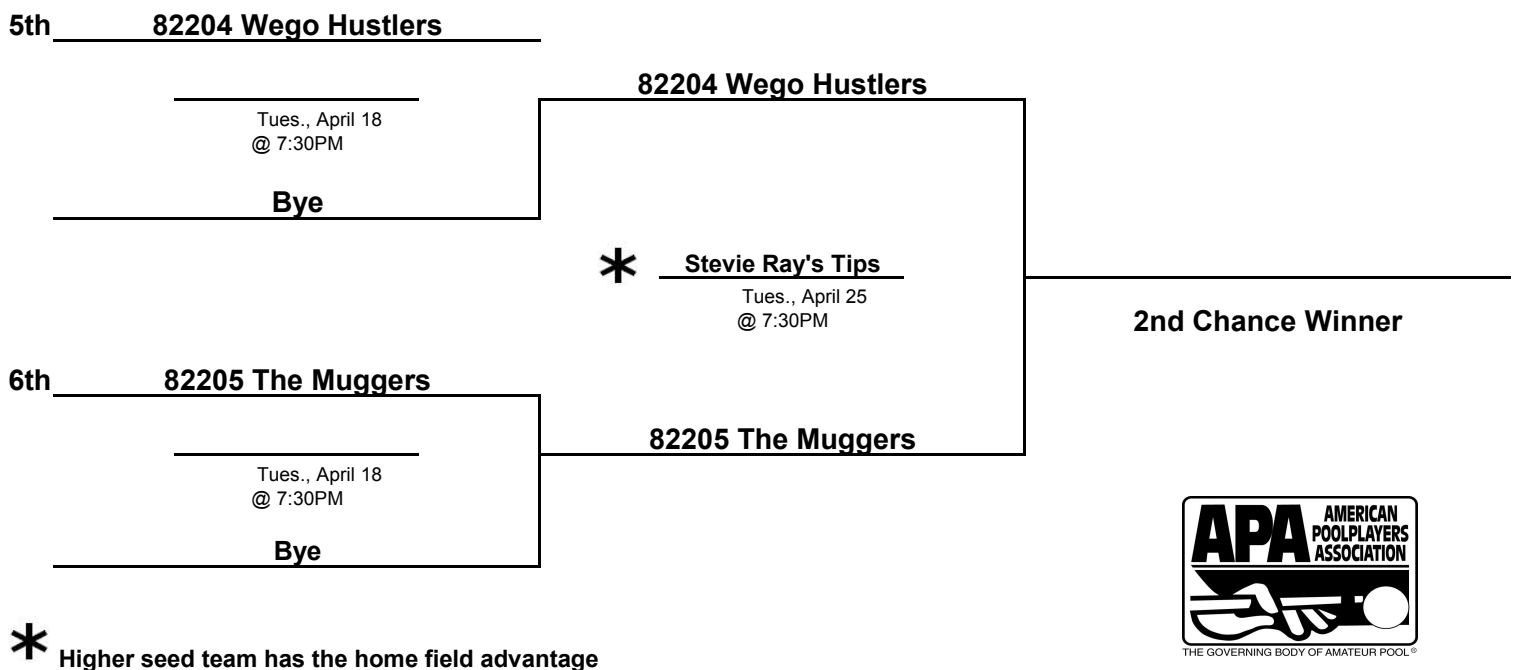 5th 82204 Wego Hustlers
82204 Wego Hustlers
Tues., April 18
@ 7:30PM
Bye
* Stevie Ray's Tips
Tues., April 25
@ 7:30PM
2nd Chance Winner
6th 82205 The Muggers
82205 The Muggers
Tues., April 18
@ 7:30PM
Bye
APA AMERICAN
POOLPLAYERS
ASSOCIATION
THE GOVERNING BODY OF AMATEUR POOL®
* Higher seed team has the home field advantage